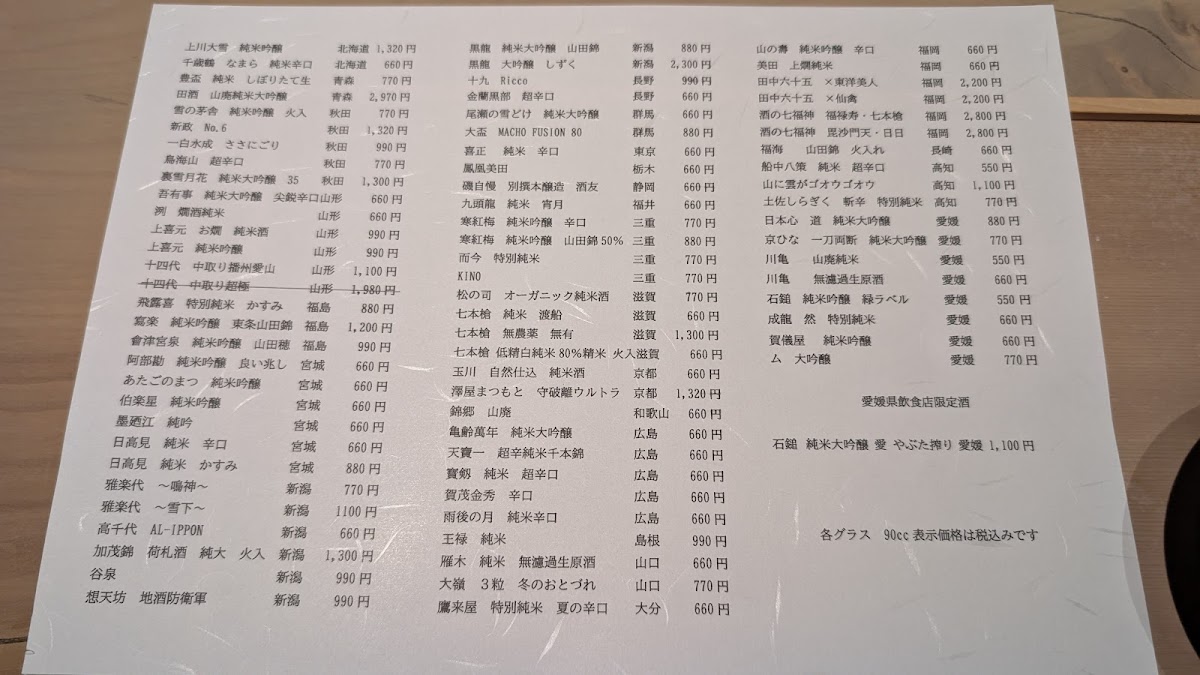 上川大雪 純米吟醸 北海道 1,320円
千歳鶴 なまら 純米辛口 北海道 660円
豊盃 純米 しぼりたて生 青森 770円
田酒 山廃純米大吟醸 青森 2,970円
雪の茅舎 純米吟醸 火入 秋田 770円
新政 No.6 秋田 1,320円
一白水成 ささにごり 秋田 990円
鳥海山 超辛口 秋田 770円
裏雪月花 純米大吟醸 35 秋田 1,300円
吾有事 純米大吟醸 尖鋭辛口 山形 660円
洌 燗酒純米 山形 660円
上喜元 お燗 純米酒 山形 990円
上喜元 純米吟醸 山形 990円
十四代 中取り播州愛山 山形 1,100円
十四代 中取り超極 山形 1,980円
飛露喜 特別純米 かすみ 福島 880円
寫楽 純米吟醸 東条山田錦 福島 1,200円
會津宮泉 純米吟醸 山田穂 福島 990円
阿部勘 純米吟醸 良い兆し 宮城 660円
あたごのまつ 純米吟醸 宮城 660円
伯楽星 純米吟醸 宮城 660円
墨廼江 純吟 宮城 660円
日高見 純米 辛口 宮城 660円
日高見 純米 かすみ 宮城 880円
雅楽代 ～鳴神～ 新潟 770円
雅楽代 ～雪下～ 新潟 1100円
高千代 AL-IPPON 新潟 660円
加茂錦 荷札酒 純大 火入 新潟 1,300円
谷泉 新潟 990円
想天坊 地酒防衛軍 新潟 990円
黒龍 純米大吟醸 山田錦 新潟 880円
黒龍 大吟醸 しずく 新潟 2,300円
十九 Ricco 長野 990円
金蘭黒部 超辛口 長野 660円
尾瀬の雪どけ 純米大吟醸 群馬 660円
大盃 MACHO FUSION 80 群馬 880円
喜正 純米 辛口 東京 660円
鳳凰美田 栃木 660円
磯自慢 別撰本醸造 酒友 静岡 660円
九頭龍 純米 宵月 福井 660円
寒紅梅 純米吟醸 辛口 三重 770円
寒紅梅 純米吟醸 山田錦50% 三重 880円
而今 特別純米 三重 770円
KINO 三重 770円
松の司 オーガニック純米酒 滋賀 770円
七本槍 純米 渡船 滋賀 660円
七本槍 無農薬 無有 滋賀 1,300円
七本槍 低精白純米80%精米 火入 滋賀 660円
玉川 自然仕込 純米酒 京都 660円
澤屋まつもと 守破離ウルトラ 京都 1,320円
錦郷 山廃 和歌山 660円
亀齢萬年 純米大吟醸 広島 660円
天寶一 超辛純米千本錦 広島 660円
寳剱 純米 超辛口 広島 660円
賀茂金秀 辛口 広島 660円
雨後の月 純米辛口 広島 660円
王禄 純米 島根 990円
雁木 純米 無濾過生原酒 山口 660円
大嶺 3粒 冬のおとづれ 山口 770円
鷹来屋 特別純米 夏の辛口 大分 660円
山の壽 純米吟醸 辛口 福岡 660円
美田 上燗純米 福岡 660円
田中六十五 ×東洋美人 福岡 2,200円
田中六十五 ×仙禽 福岡 2,200円
酒の七福神 福禄寿・七本槍 福岡 2,800円
酒の七福神 毘沙門天・日日 福岡 2,800円
福海 山田錦 火入れ 長崎 660円
船中八策 純米 超辛口 高知 550円
山に雲がゴオウゴオウ 高知 1,100円
土佐しらぎく 斬辛 特別純米 高知 770円
日本心 道 純米大吟醸 愛媛 880円
京ひな 一刀両断 純米大吟醸 愛媛 770円
川亀 山廃純米 愛媛 550円
川亀 無濾過生原酒 愛媛 660円
石鎚 純米吟醸 緑ラベル 愛媛 550円
成龍 然 特別純米 愛媛 660円
賀儀屋 純米吟醸 愛媛 660円
ム 大吟醸 愛媛 770円
愛媛県飲食店限定酒
石鎚 純米大吟醸 愛 やぶた搾り 愛媛 1,100円
各グラス 90cc 表示価格は税込みです